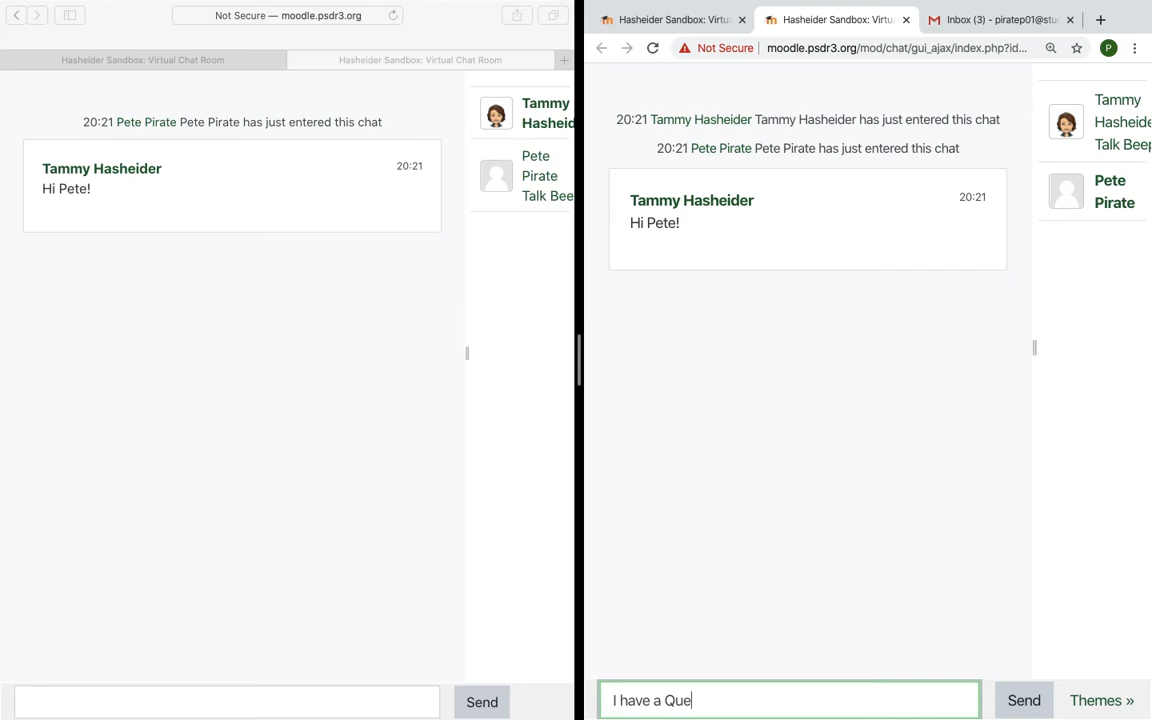 Not Secure — moodle.psdr3.org
Hasheider Sandbox: Virtual Chat Room
Hasheider Sandbox: Virtual Chat Room
20:21 Pete Pirate Pete Pirate has just entered this chat
Tammy Hasheider
20:21
Hi Pete!
Tammy
Hasheid
Pete
Pirate
Talk Bee
Send
Hasheider Sandbox: Virtu
Hasheider Sandbox: Virtu
Inbox (3) - piratep01@stu
Not Secure
moodle.psdr3.org/mod/chat/gui_ajax/index.php?id...
P
20:21 Tammy Hasheider Tammy Hasheider has just entered this chat
20:21 Pete Pirate Pete Pirate has just entered this chat
Tammy Hasheider
20:21
Hi Pete!
Tammy
Hasheide
Talk Beep
Pete
Pirate
I have a Que
Send
Themes »